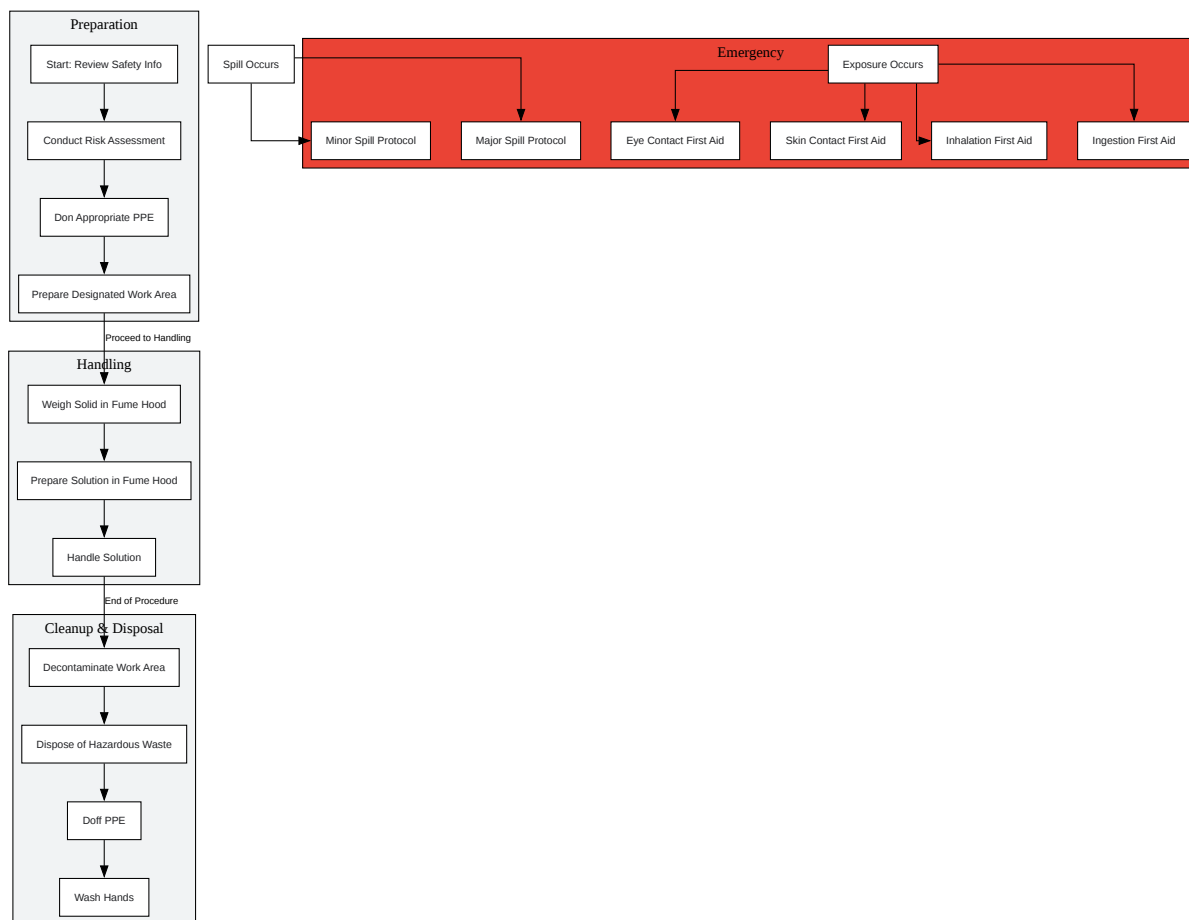 Preparation
Start: Review Safety Info
Conduct Risk Assessment
Don Appropriate PPE
Prepare Designated Work Area
Proceed to Handling
Handling
Weigh Solid in Fume Hood
Prepare Solution in Fume Hood
Handle Solution
End of Procedure
Cleanup & Disposal
Decontaminate Work Area
Dispose of Hazardous Waste
Doff PPE
Wash Hands
Spill Occurs
Emergency
Exposure Occurs
Minor Spill Protocol
Major Spill Protocol
Eye Contact First Aid
Skin Contact First Aid
Inhalation First Aid
Ingestion First Aid